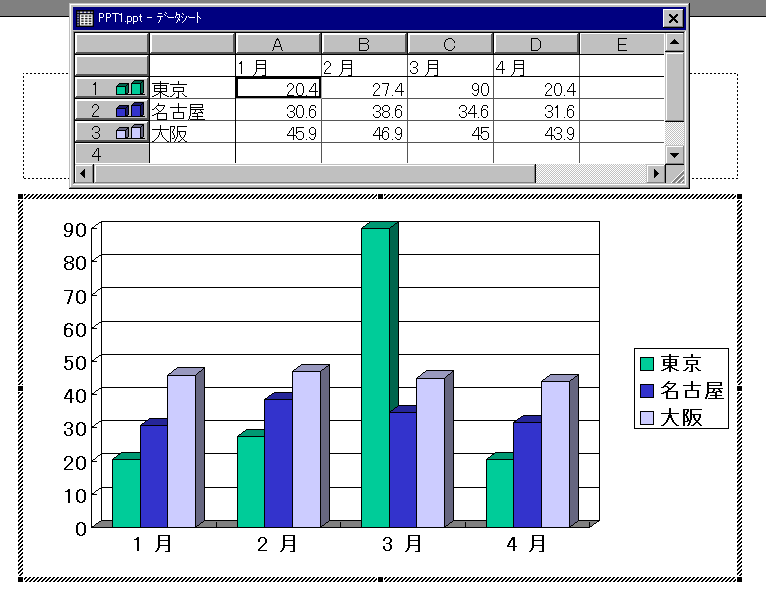 PPT1.ppt - ﾃﾞｰﾀｼｰﾄ
A B C D E
1 月 2 月 3 月 4 月
1 東京 20.4 27.4 90 20.4
2 名古屋 30.6 38.6 34.6 31.6
3 大阪 45.9 46.9 45 43.9
4
90
80
70
60
50
40
30
20
10
0
1 月 2 月 3 月 4 月
東京
名古屋
大阪